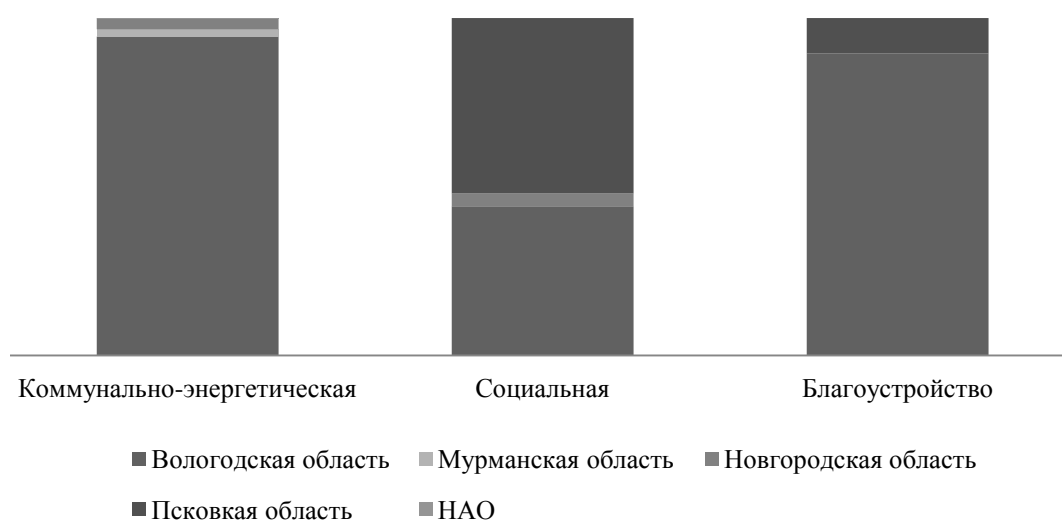 Коммунально-энергетическая Социальная Благоустройство
Вологодская область Мурманская область Новгородская область
Псковкая область НАО